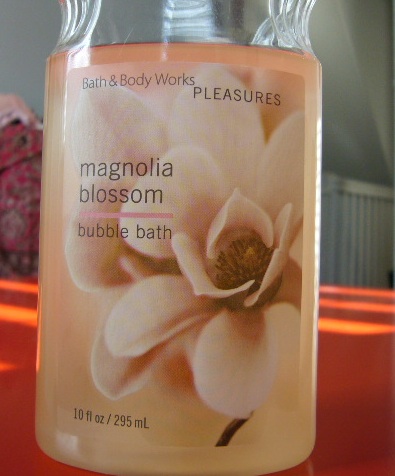 Bath & Body Works
PLEASURES
magnolia
blossom
bubble bath
10 fl oz / 295 mL